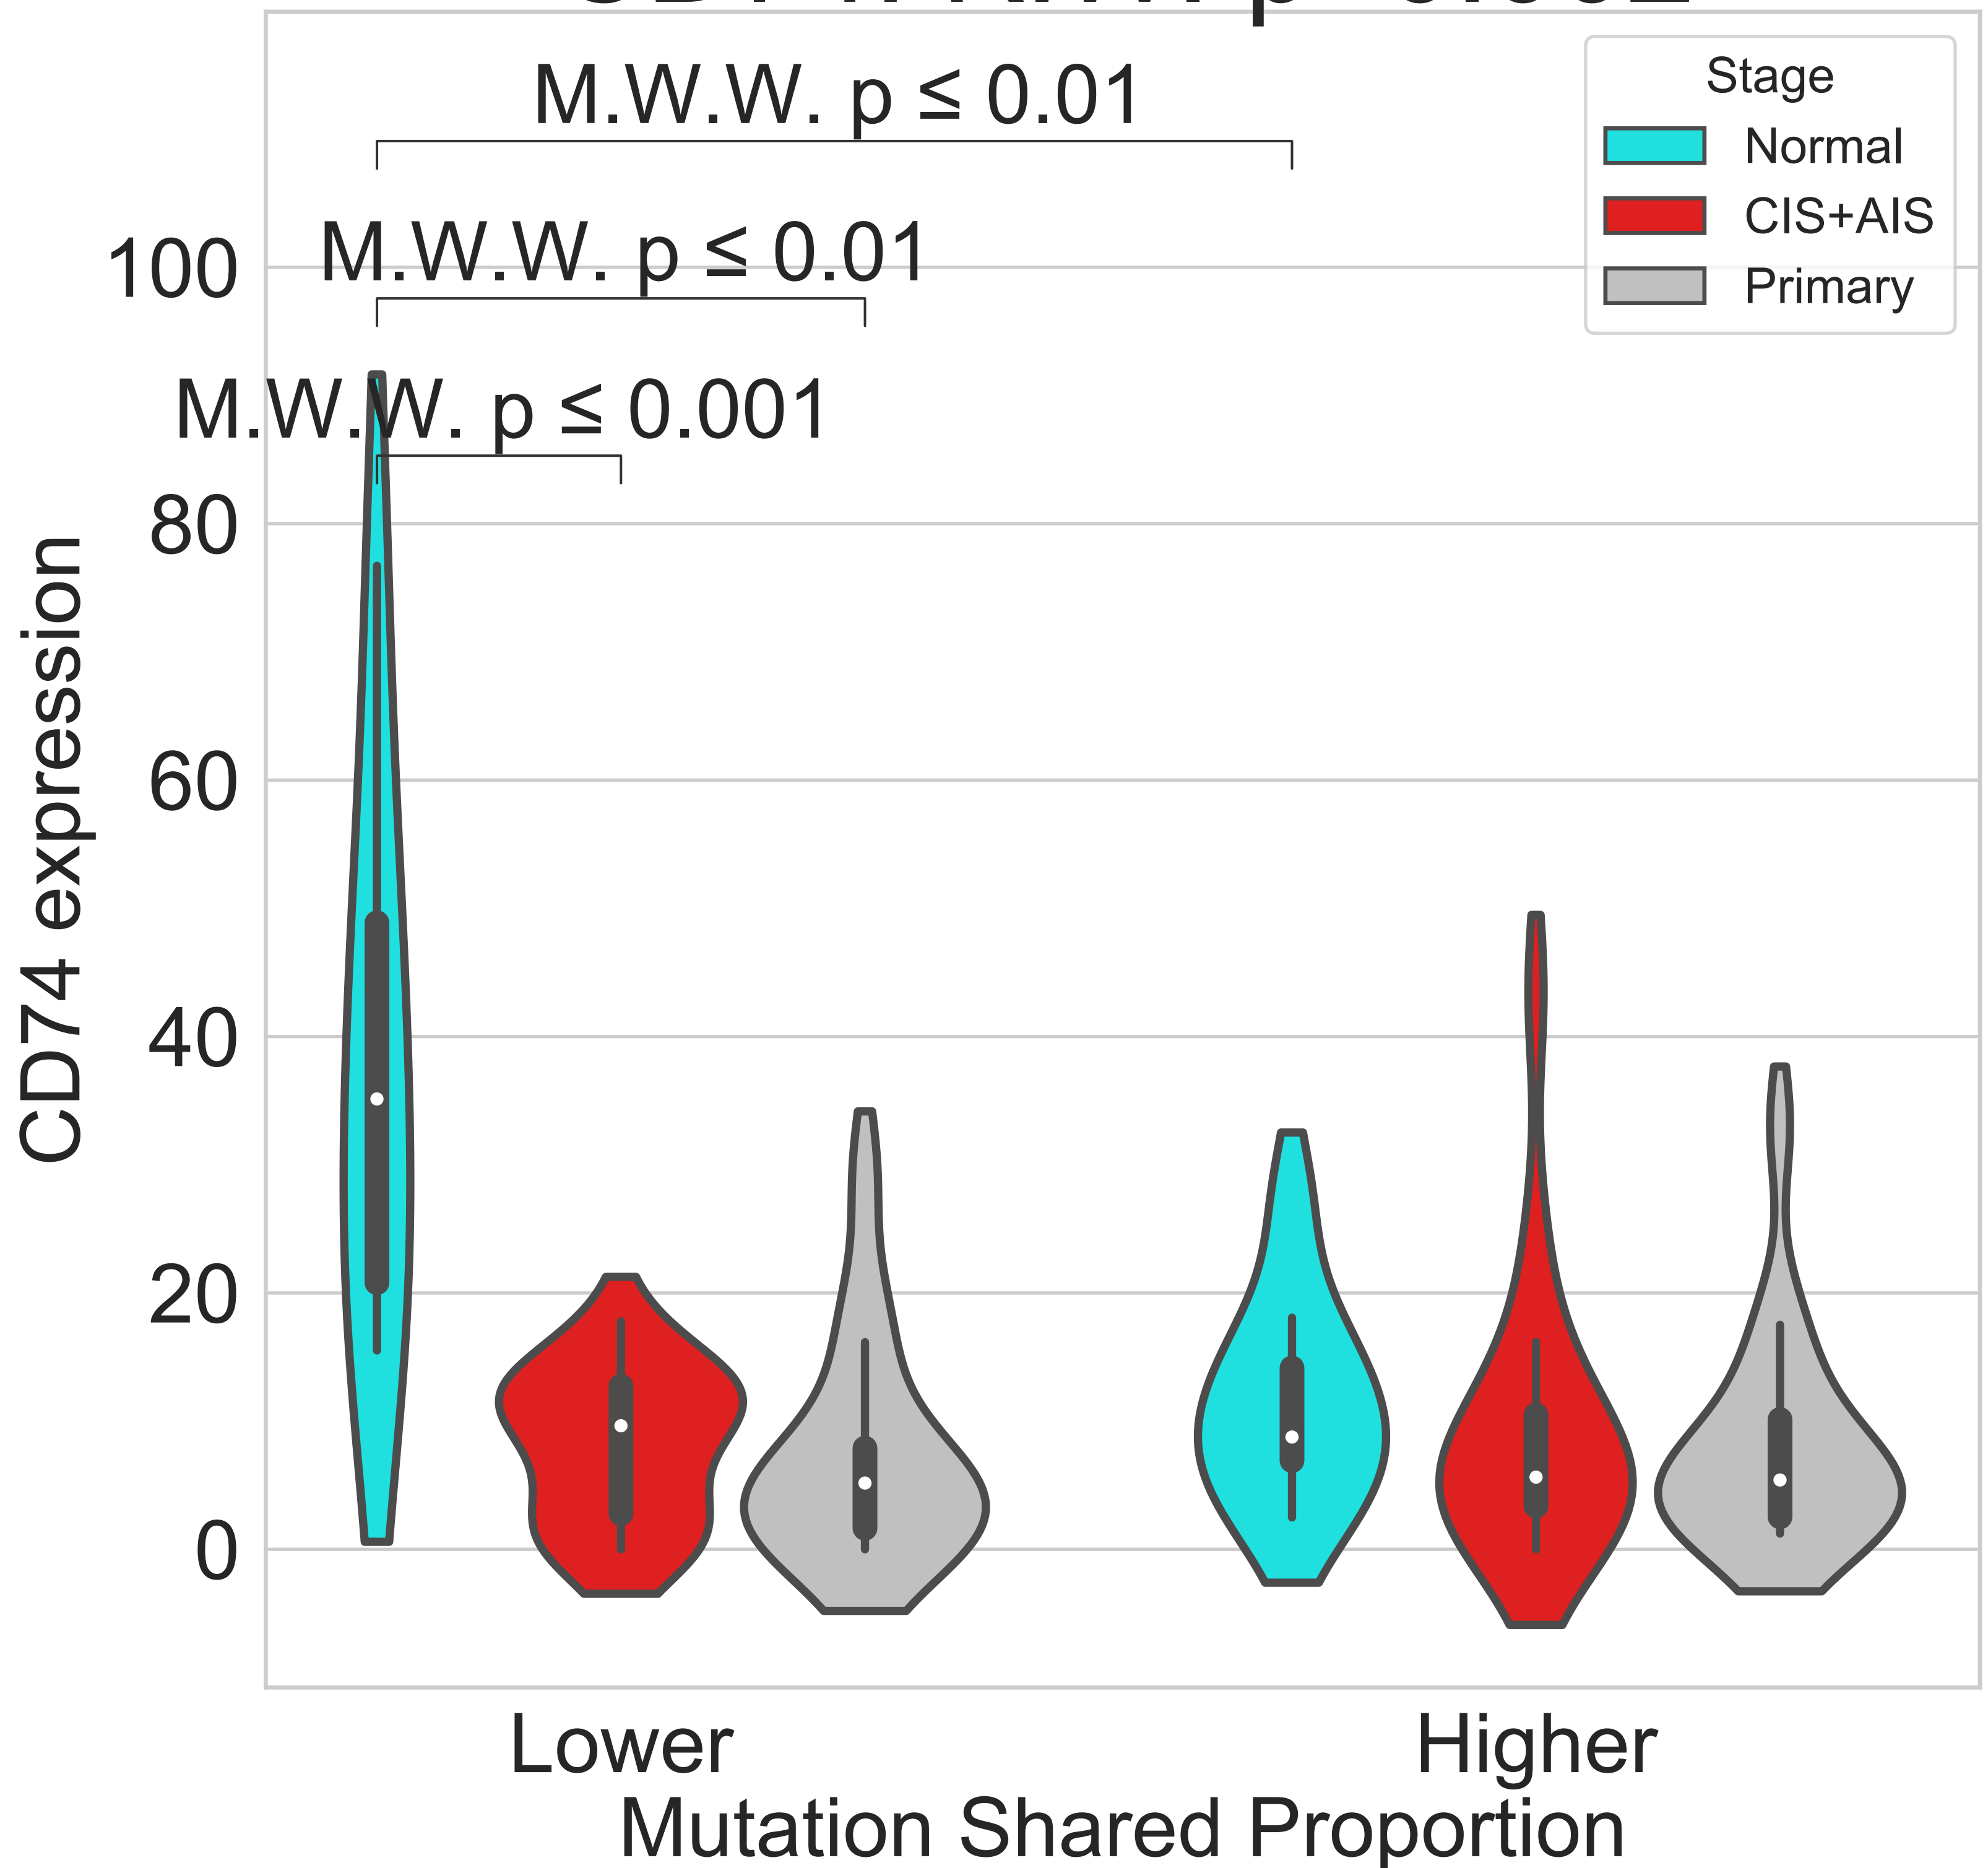 M.W.W. p ≤ 0.01
M.W.W. p ≤ 0.01
M.W.W. p ≤ 0.001
Stage
Normal
CIS+AIS
Primary
CD74 expression
100
80
60
40
20
0
Lower
Higher
Mutation Shared Proportion